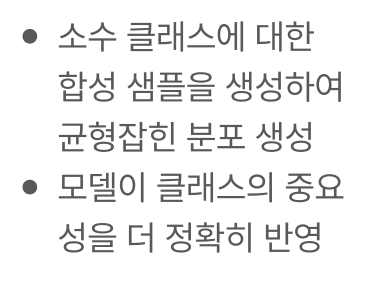 ● 소수 클래스에 대한
합성 샘플을 생성하여
균형잡힌 분포 생성
● 모델이 클래스의 중요
성을 더 정확히 반영